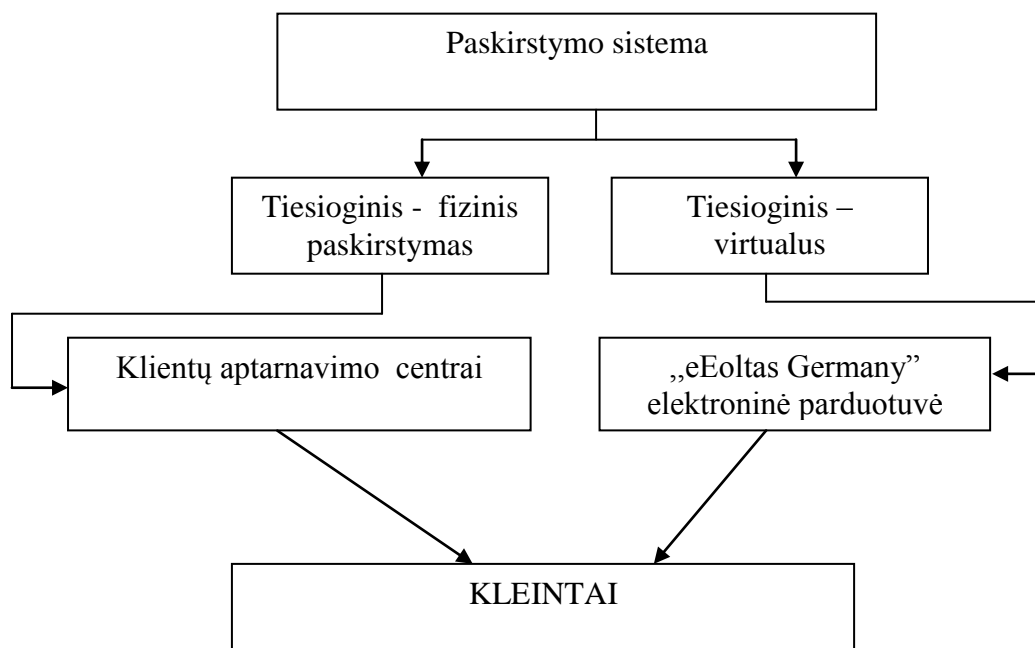 Paskirstymo sistema
Tiesioginis - fizinis
paskirstymas
Tiesioginis –
virtualus
Klientų aptarnavimo centrai
,,eEoltas Germany”
elektroninė parduotuvė
KLEINTAI